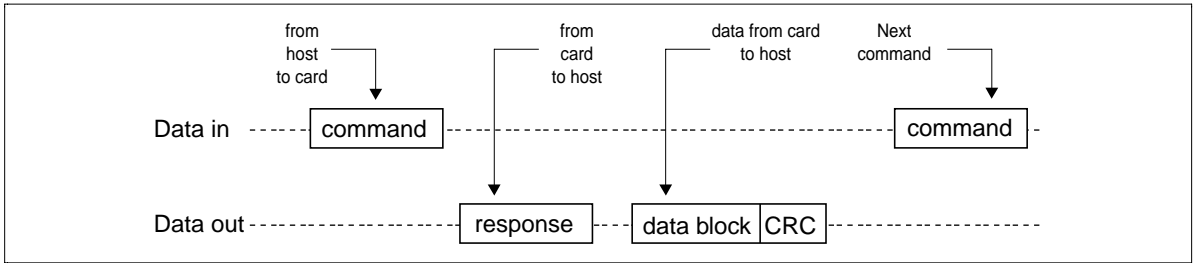 from
host
to card
from
card
to host
data from card
to host
Next
command
Data in
command
command
Data out
response
data block
CRC